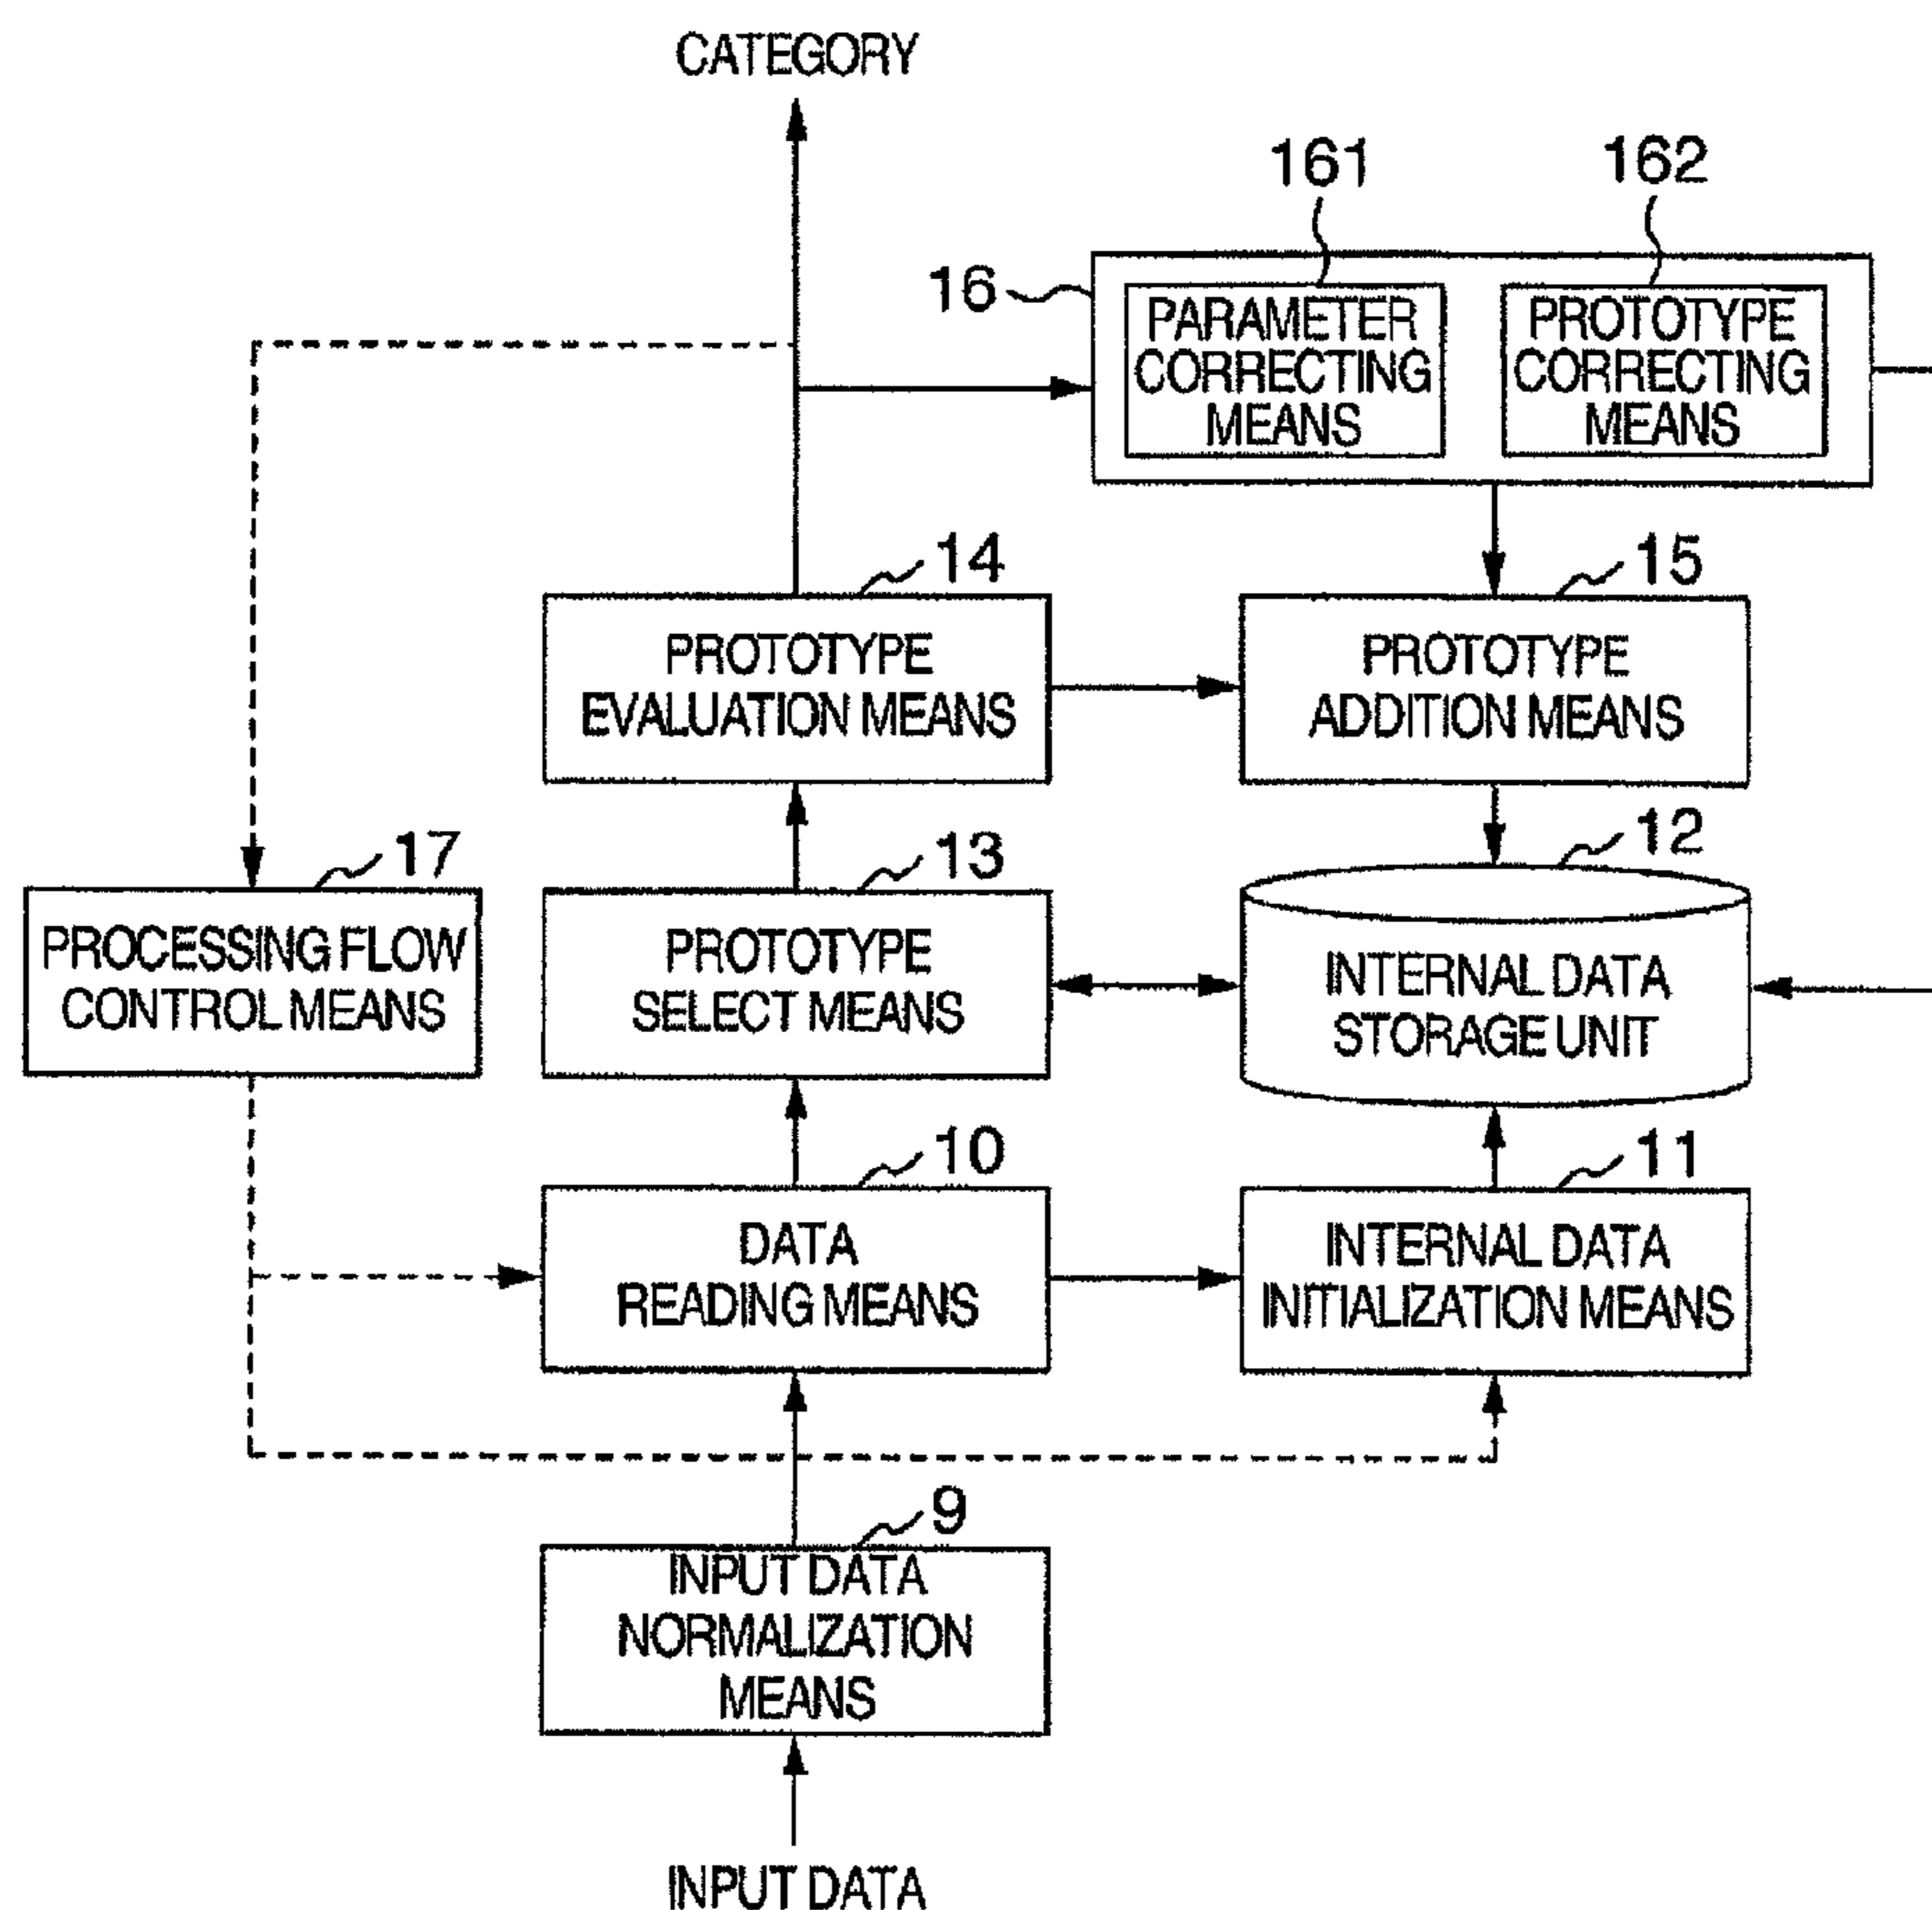 CATEGORY
161
162
16
PARAMETER
CORRECTING
MEANS
PROTOTYPE
CORRECTING
MEANS
14
PROTOTYPE
EVALUATION MEANS
15
PROTOTYPE
ADDITION MEANS
17
PROCESSING FLOW
CONTROL MEANS
13
PROTOTYPE
SELECT MEANS
12
INTERNAL DATA
STORAGE UNIT
10
DATA
READING MEANS
11
INTERNAL DATA
INITIALIZATION MEANS
9
INPUT DATA
NORMALIZATION
MEANS
INPUT DATA